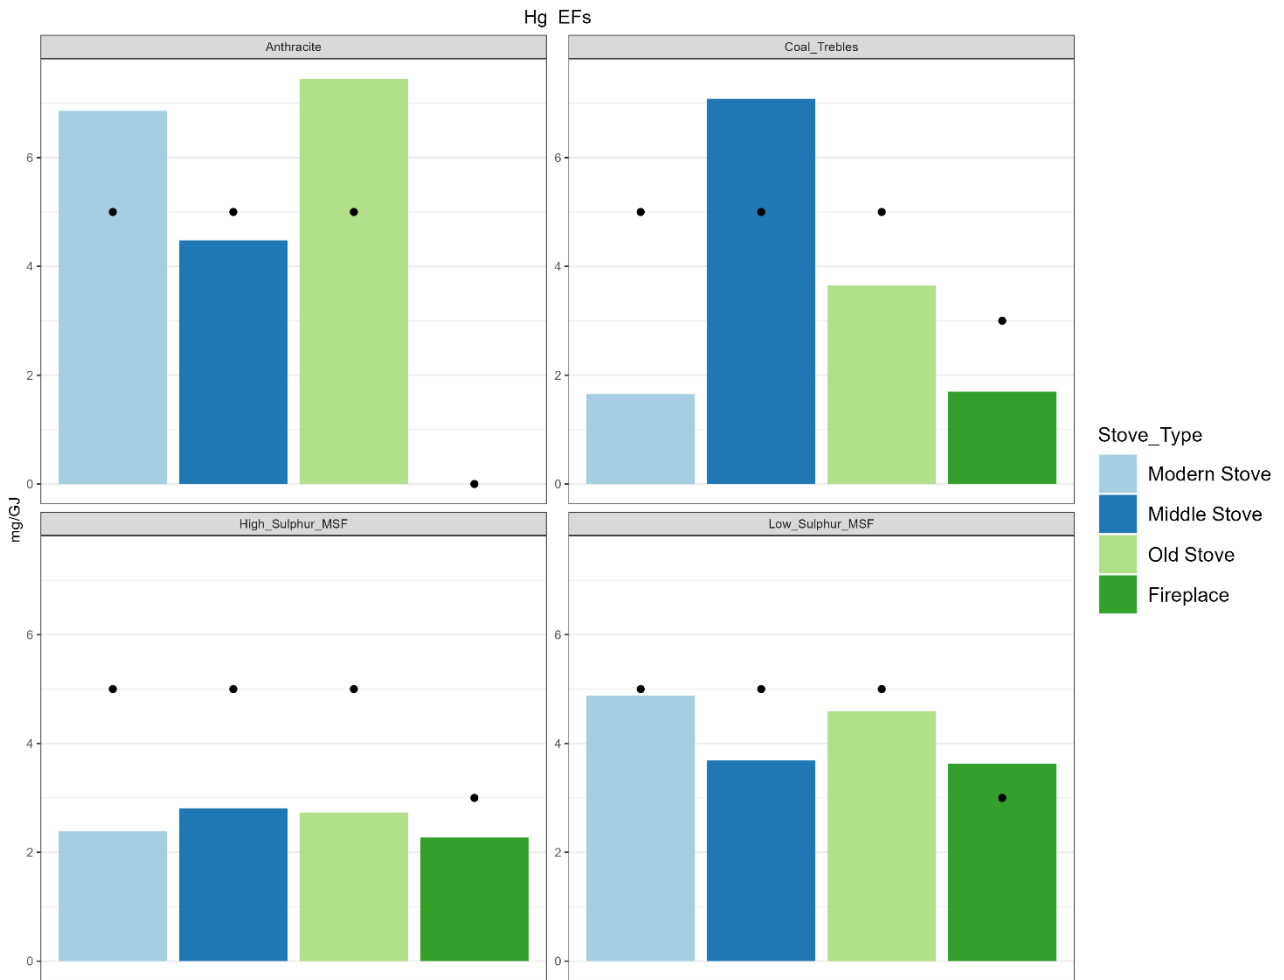 Hg  EFs
Anthracite
Coal_Trebles
6
4
2
0
6
4
2
0
mg/GJ
High_Sulphur_MSF
Low_Sulphur_MSF
6
4
2
0
6
4
2
0
Stove_Type
Modern Stove
Middle Stove
Old Stove
Fireplace